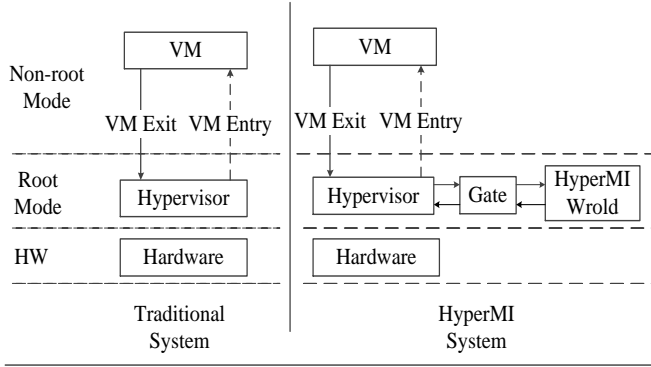 VM
VM
Non-root
Mode
VM Exit VM Entry
VM Exit VM Entry
Root
Mode
Hypervisor
Hypervisor
Gate
HyperMI
Wrold
HW
Hardware
Hardware
Traditional
System
HyperMI
System